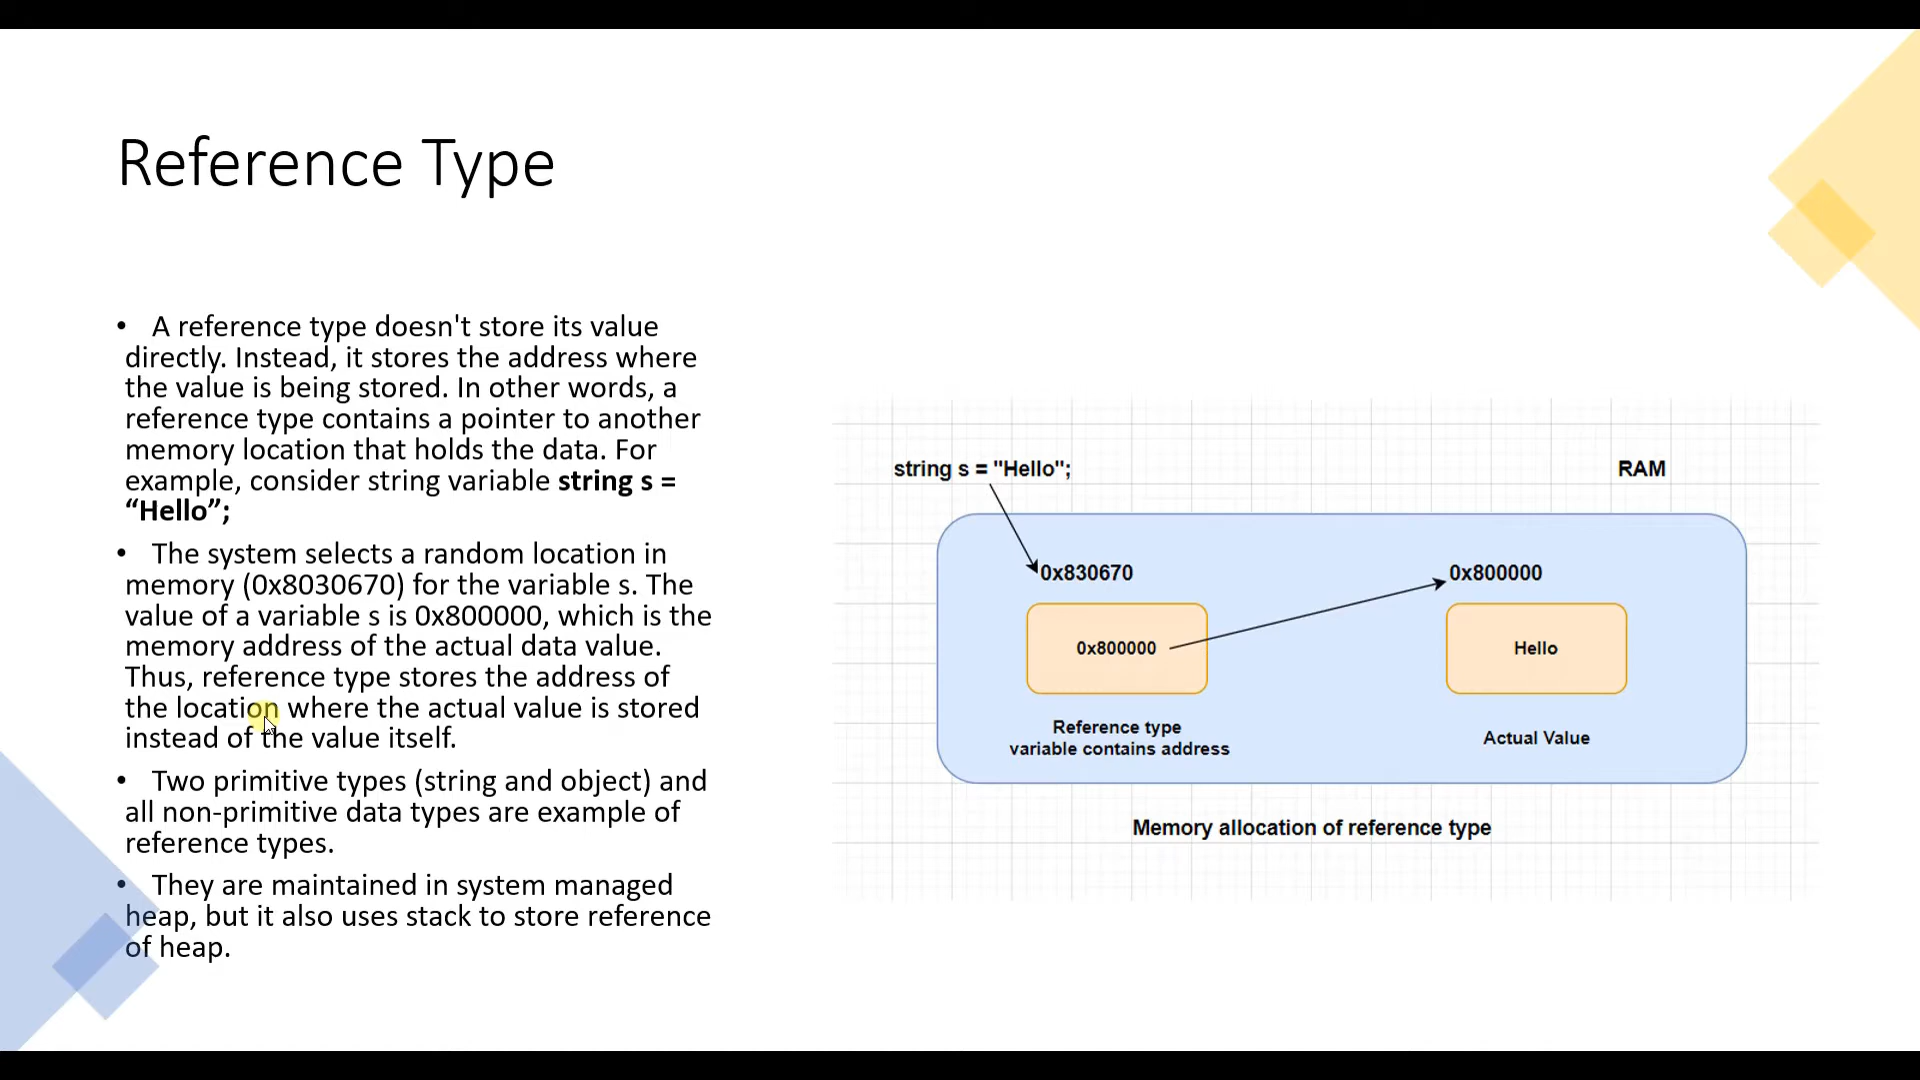 Reference Type
• A reference type doesn't store its value
directly. Instead, it stores the address where
the value is being stored. In other words, a
reference type contains a pointer to another
memory location that holds the data. For
example, consider string variable string s =
“Hello”;
• The system selects a random location in
memory (0x8030670) for the variable s. The
value of a variable s is 0x800000, which is the
memory address of the actual data value.
Thus, reference type stores the address of
the location where the actual value is stored
instead of the value itself.
• Two primitive types (string and object) and
all non-primitive data types are example of
reference types.
• They are maintained in system managed
heap, but it also uses stack to store reference
of heap.
string s = "Hello";
RAM
0x830670
0x800000
0x800000
Hello
Reference type
variable contains address
Actual Value
Memory allocation of reference type